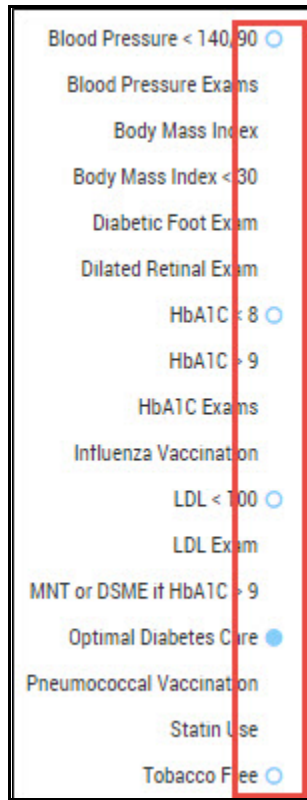 Blood Pressure < 140/90
Blood Pressure Exams
Body Mass Index
Body Mass Index < 30
Diabetic Foot Exam
Dilated Retinal Exam
HbA1C < 8
HbA1C > 9
HbA1C Exams
Influenza Vaccination
LDL < 100
LDL Exam
MNT or DSME if HbA1C > 9
Optimal Diabetes Care
Pneumococcal Vaccination
Statin Use
Tobacco Free